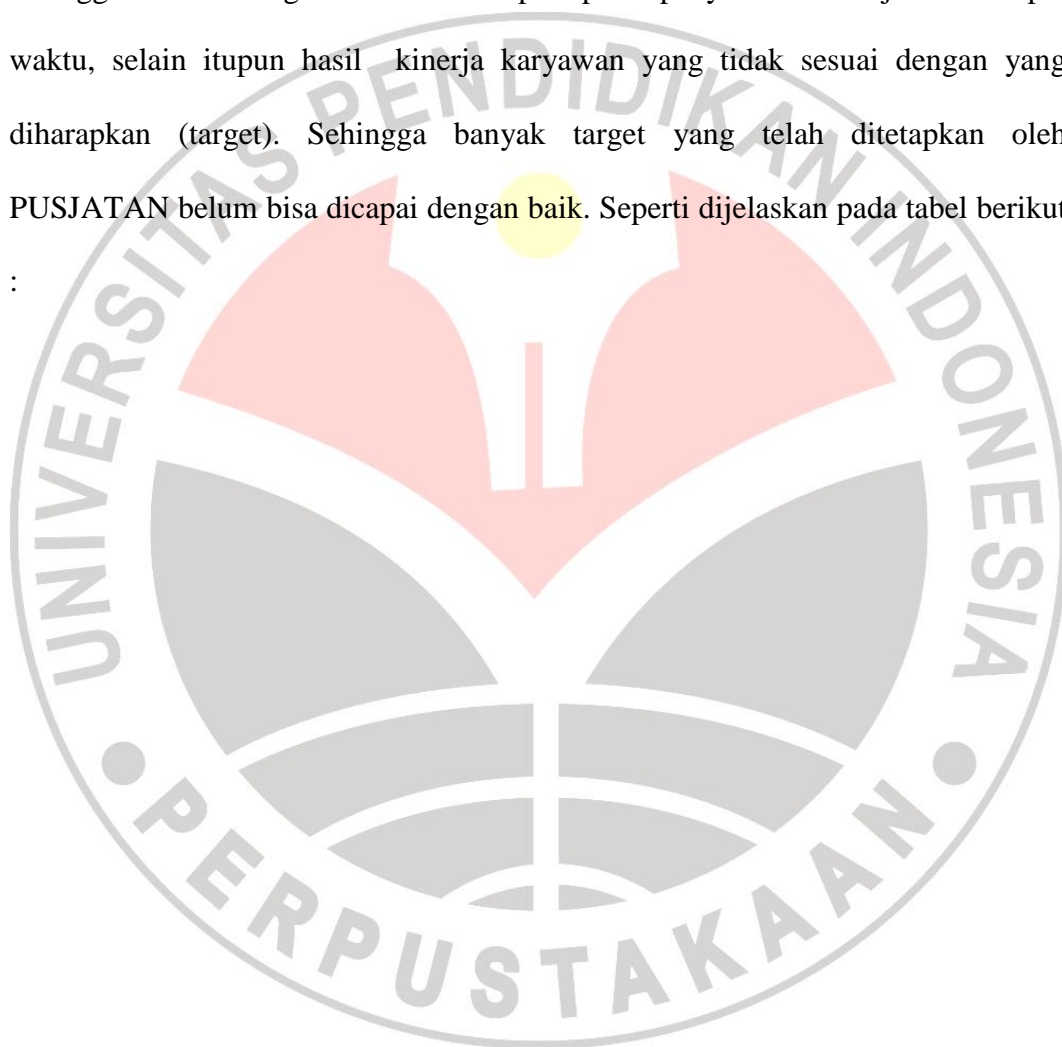 waktu, selain itupun hasil kinerja karyawan yang tidak sesuai dengan yang
diharapkan (target). Sehingga banyak target yang telah ditetapkan oleh
PUSJATAN belum bisa dicapai dengan baik. Seperti dijelaskan pada tabel berikut
:
UNIVERSITAS PENDIDIKAN INDONESIA
PERPUSTAKAAN